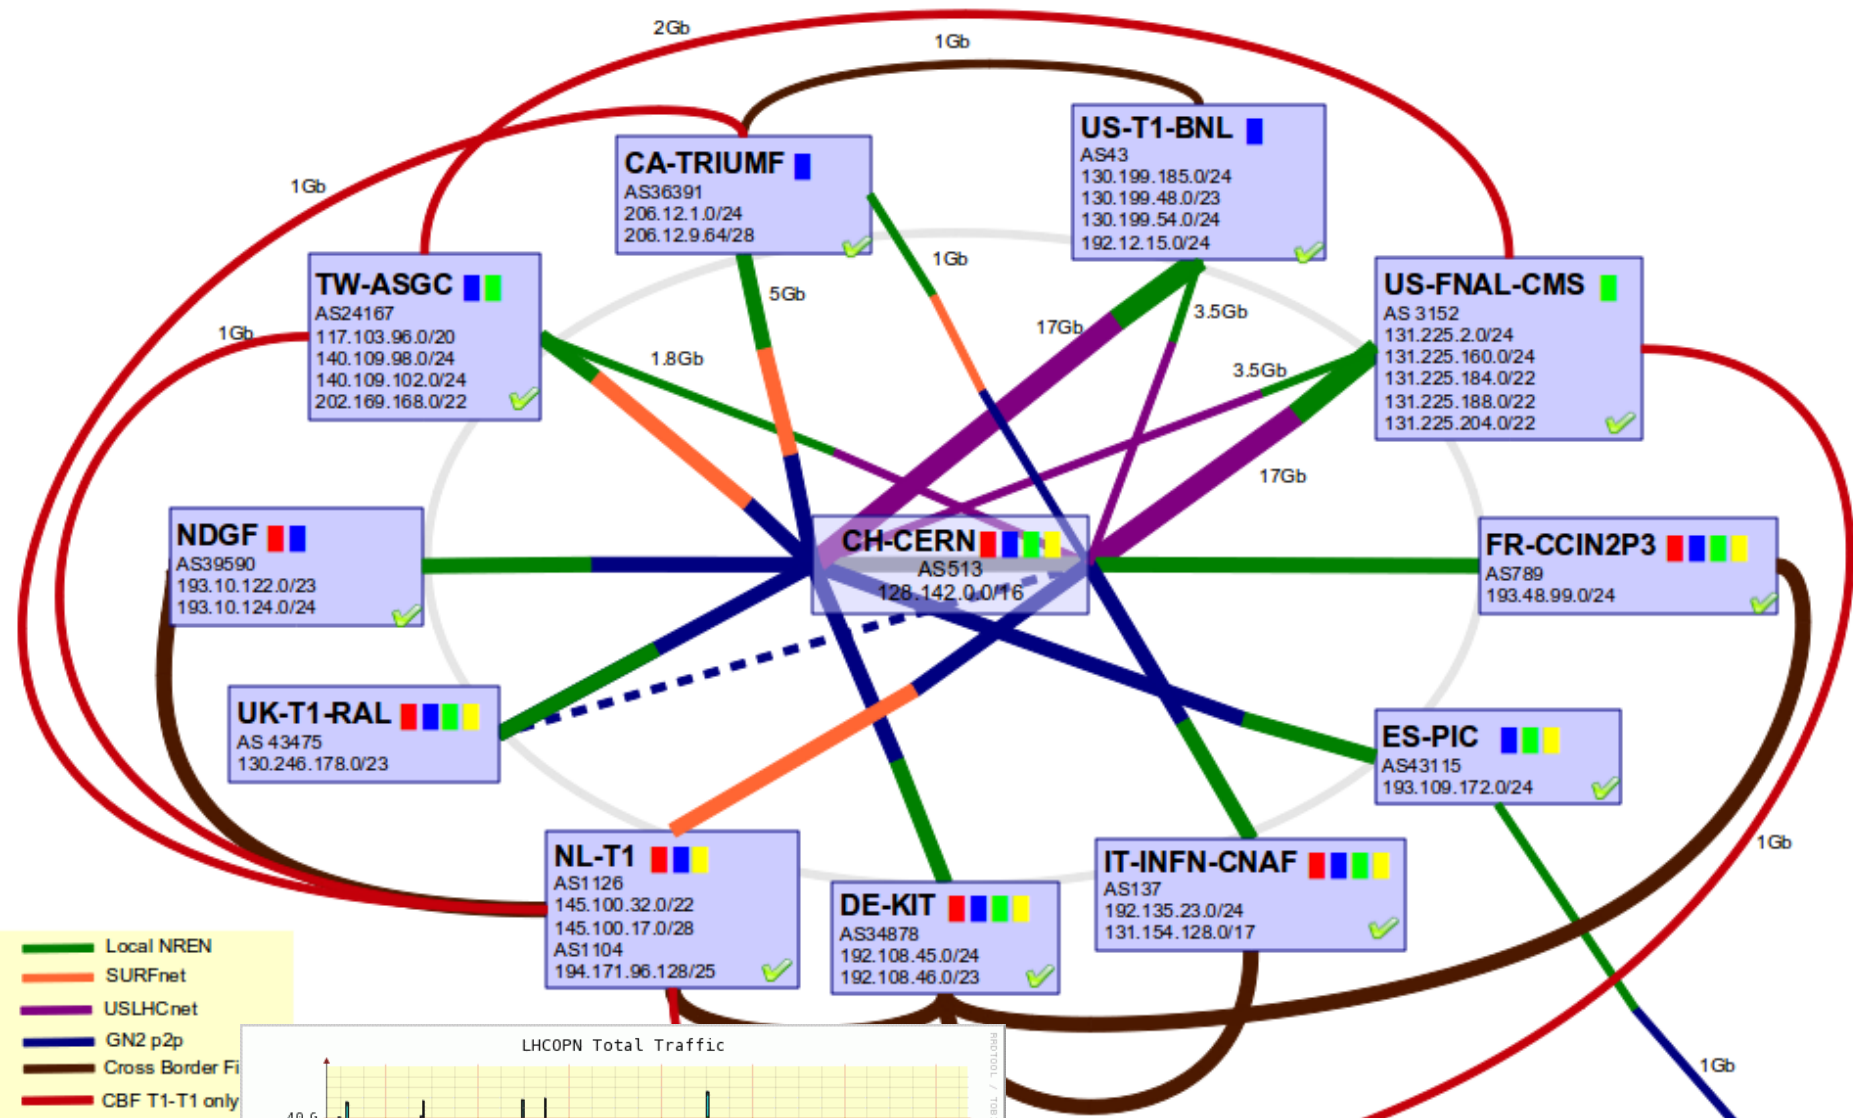 2Gb
1Gb
1Gb
CA-TRIUMF
AS36391
206.12.1.0/24
206.12.9.64/28
US-T1-BNL
AS43
130.199.185.0/24
130.199.48.0/23
130.199.54.0/24
192.12.15.0/24
1Gb
5Gb
TW-ASGC
AS24167
117.103.96.0/20
140.109.98.0/24
140.109.102.0/24
202.169.168.0/22
1Gb
1.8Gb
17Gb
3.5Gb
3.5Gb
17Gb
US-FNAL-CMS
AS 3152
131.225.2.0/24
131.225.160.0/24
131.225.184.0/22
131.225.188.0/22
131.225.204.0/22
NDGF
AS39590
193.10.122.0/23
193.10.124.0/24
CH-CERN
AS513
128.142.0.0/16
FR-CCIN2P3
AS789
193.48.99.0/24
UK-T1-RAL
AS 43475
130.246.178.0/23
ES-PIC
AS43115
193.109.172.0/24
NL-T1
AS1126
145.100.32.0/22
145.100.17.0/28
AS1104
194.171.96.128/25
DE-KIT
AS34878
192.108.45.0/24
192.108.46.0/23
IT-INFN-CNAF
AS137
192.135.23.0/24
131.154.128.0/17
1Gb
1Gb
Local NREN
SURFnet
USLHCnet
GN2 p2p
Cross Border Fi
CBF T1-T1 only
LHCOPN Total Traffic
RRDTOOL / TOB